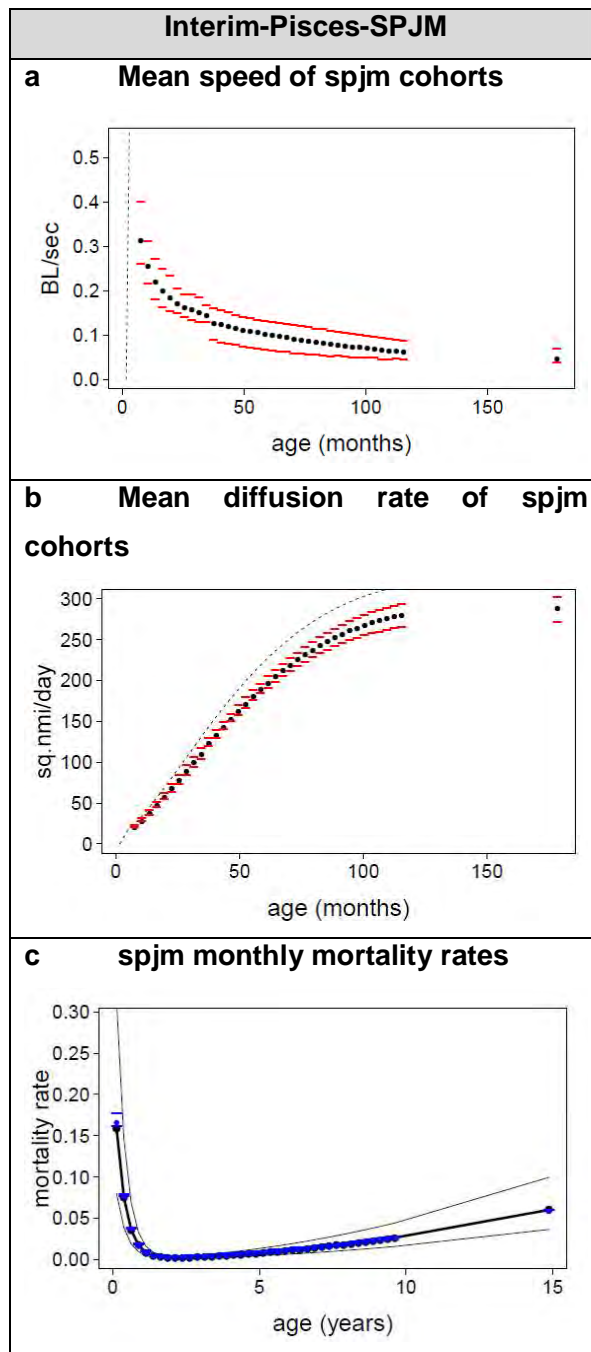 Interim-Pisces-SPJM
a Mean speed of spjm cohorts
BL/sec
0.5
0.4
0.3
0.2
0.1
0.0
0 50 100 150
age (months)
b Mean diffusion rate of spjm
cohorts
sq.nmi/day
300
250
200
150
100
50
0
0 50 100 150
age (months)
c spjm monthly mortality rates
mortality rate
0.30
0.25
0.20
0.15
0.10
0.05
0.00
0 5 10 15
age (years)